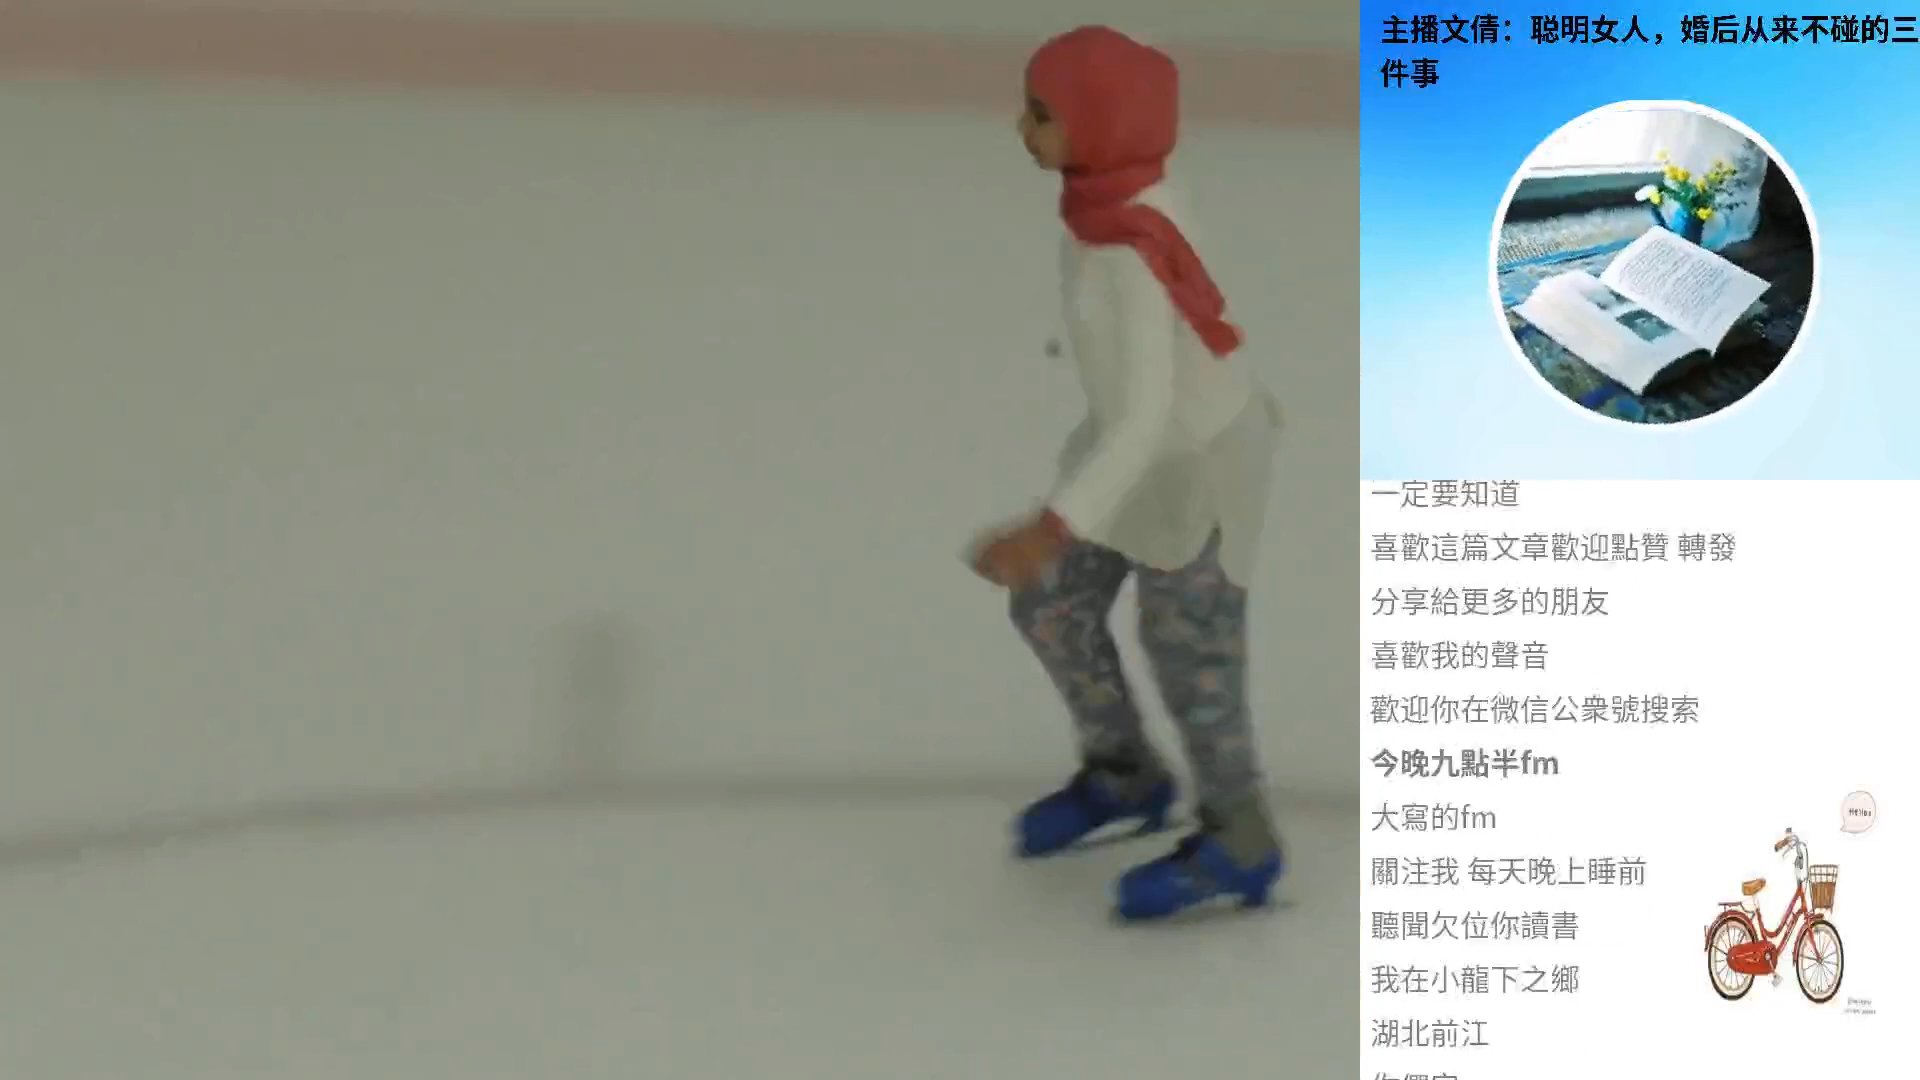 主播文倩：聪明女人，婚后从来不碰的三
件事
一定要知道
喜歡這篇文章歡迎點贊 轉發
分享給更多的朋友
喜歡我的聲音
歡迎你在微信公衆號搜索
今晚九點半fm
大寫的fm
關注我 每天晚上睡前
聽聞欠位你讀書
我在小龍下之鄉
湖北前江
Hello